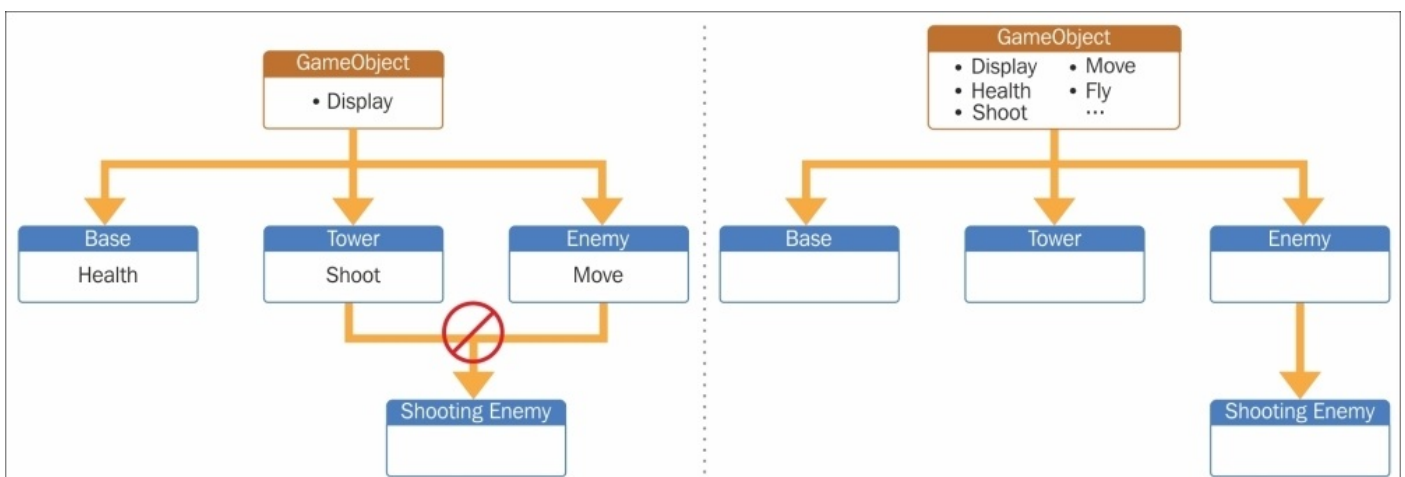 GameObject
• Display
Base
Health
Tower
Shoot
Enemy
Move
Shooting Enemy
GameObject
• Display • Move
• Health • Fly
• Shoot ...
Base
Tower
Enemy
Shooting Enemy